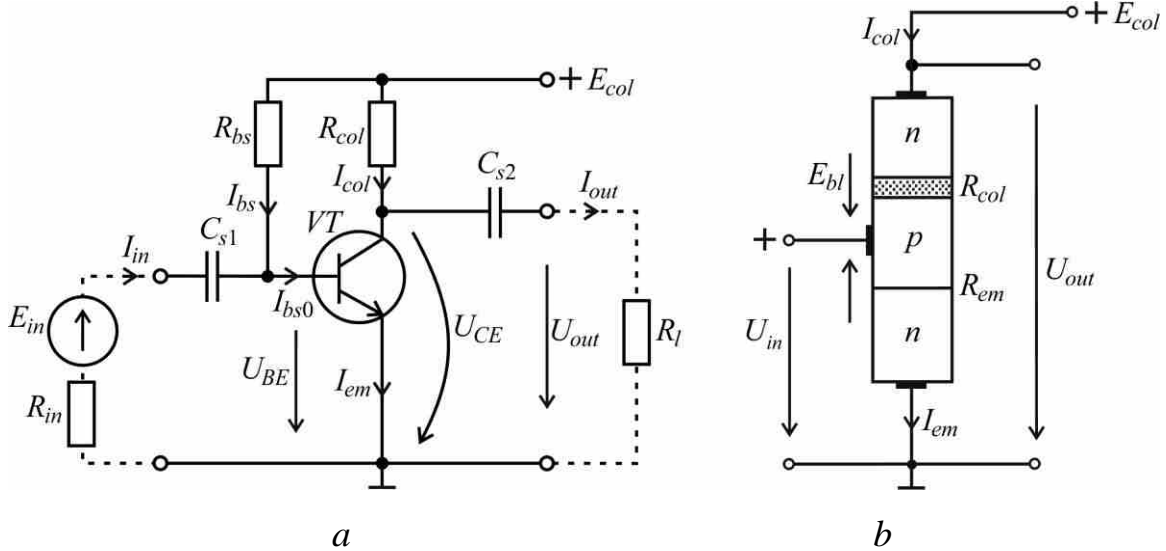 + E_col
R_bs
R_col
C_s2
I_col
I_out
I_bs
VT
C_s1
I_in
I_bs0
E_in
U_CE
U_out
R_l
U_BE
I_em
R_in
a
+ E_col
I_col
n
E_bl
R_col
+
p
U_out
R_em
U_in
n
I_em
b